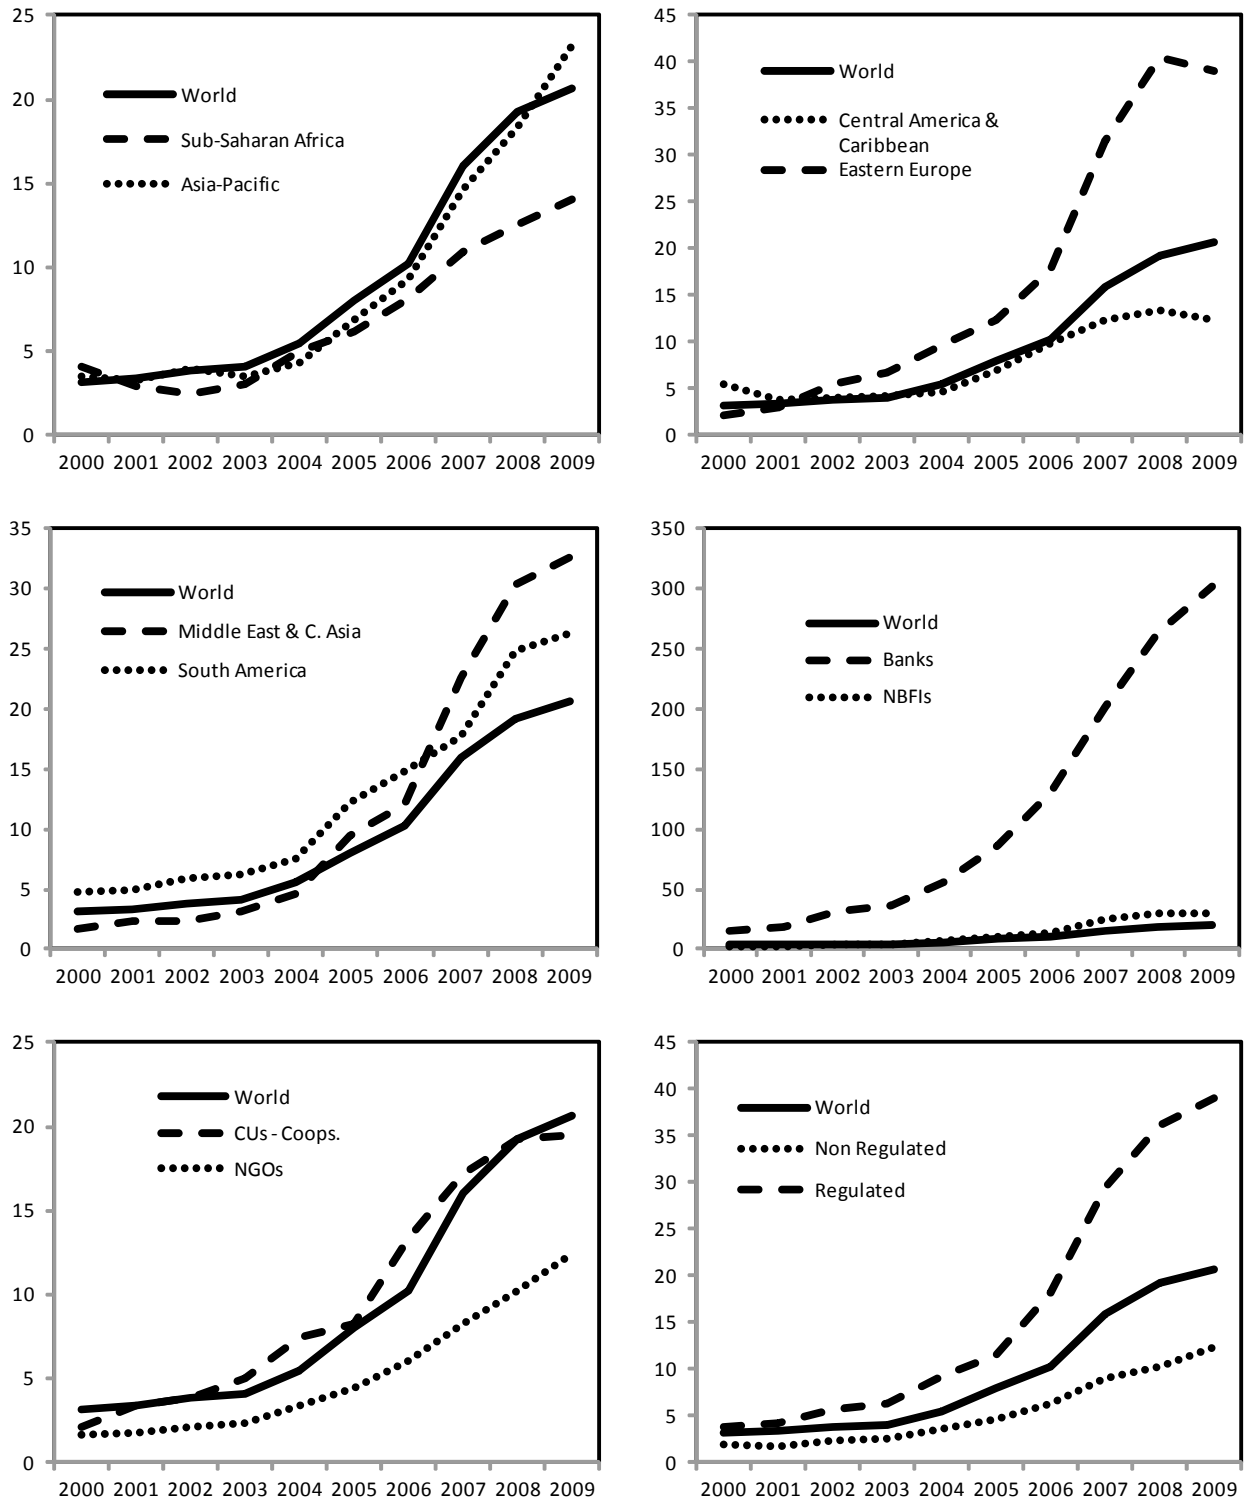 25
20
15
10
5
0
World
Sub-Saharan Africa
Asia-Pacific
2000 2001 2002 2003 2004 2005 2006 2007 2008 2009
45
40
35
30
25
20
15
10
5
0
World
Central America &
Caribbean
Eastern Europe
2000 2001 2002 2003 2004 2005 2006 2007 2008 2009
35
30
25
20
15
10
5
0
World
Middle East & C. Asia
South America
2000 2001 2002 2003 2004 2005 2006 2007 2008 2009
350
300
250
200
150
100
50
0
World
Banks
NBFIs
2000 2001 2002 2003 2004 2005 2006 2007 2008 2009
25
20
15
10
5
0
World
CUs - Coops.
NGOs
2000 2001 2002 2003 2004 2005 2006 2007 2008 2009
45
40
35
30
25
20
15
10
5
0
World
Non Regulated
Regulated
2000 2001 2002 2003 2004 2005 2006 2007 2008 2009